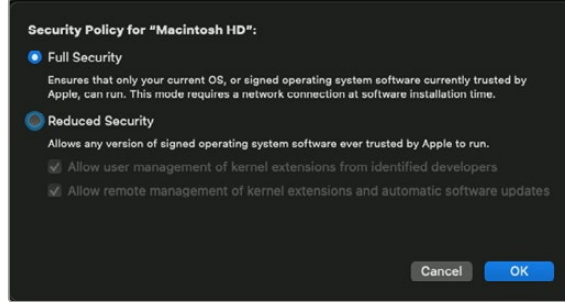 Security Policy for “Macintosh HD”:
Full Security
Ensures that only your current OS, or signed operating system software currently trusted by
Apple, can run. This mode requires a network connection at software installation time.
Reduced Security
Allows any version of signed operating system software ever trusted by Apple to run.
Allow user management of kernel extensions from identified developers
Allow remote management of kernel extensions and automatic software updates
Cancel OK